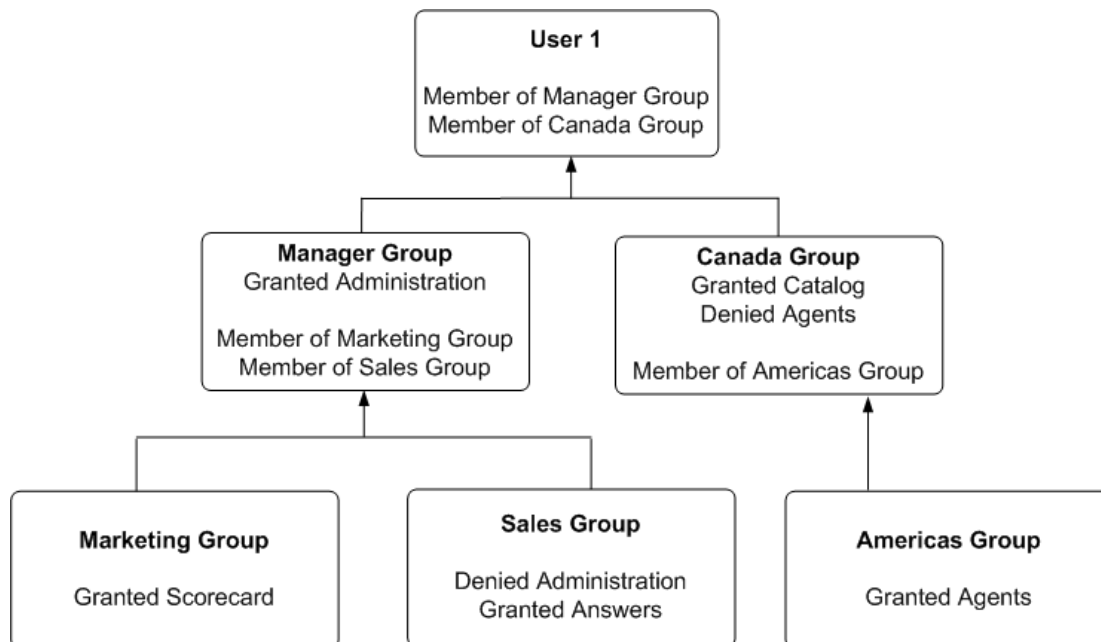 User 1
Member of Manager Group
Member of Canada Group
Manager Group
Granted Administration
Member of Marketing Group
Member of Sales Group
Canada Group
Granted Catalog
Denied Agents
Member of Americas Group
Marketing Group
Granted Scorecard
Sales Group
Denied Administration
Granted Answers
Americas Group
Granted Agents